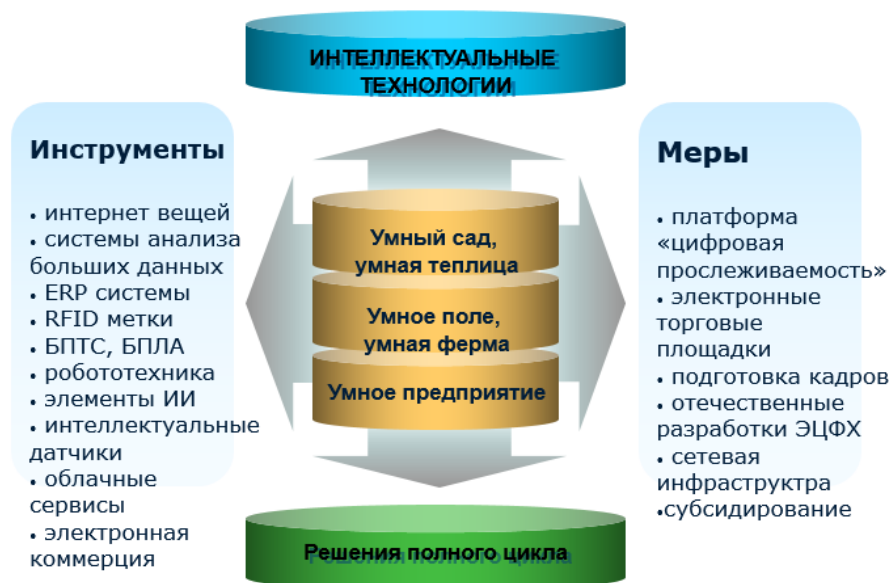 ИНТЕЛЛЕКТУАЛЬНЫЕ
ТЕХНОЛОГИИ
Инструменты
• интернет вещей
• системы анализа
больших данных
• ERP системы
• RFID метки
• БПТС, БПЛА
• робототехника
• элементы ИИ
• интеллектуальные
датчики
• облачные
сервисы
• электронная
коммерция
Умный сад,
умная теплица
Умное поле,
умная ферма
Умное предприятие
Меры
• платформа
«цифровая
прослеживаемость»
• электронные
торговые
площадки
• подготовка кадров
• отечественные
разработки ЭЦФХ
• сетевая
инфраструктра
•субсидирование
Решения полного цикла